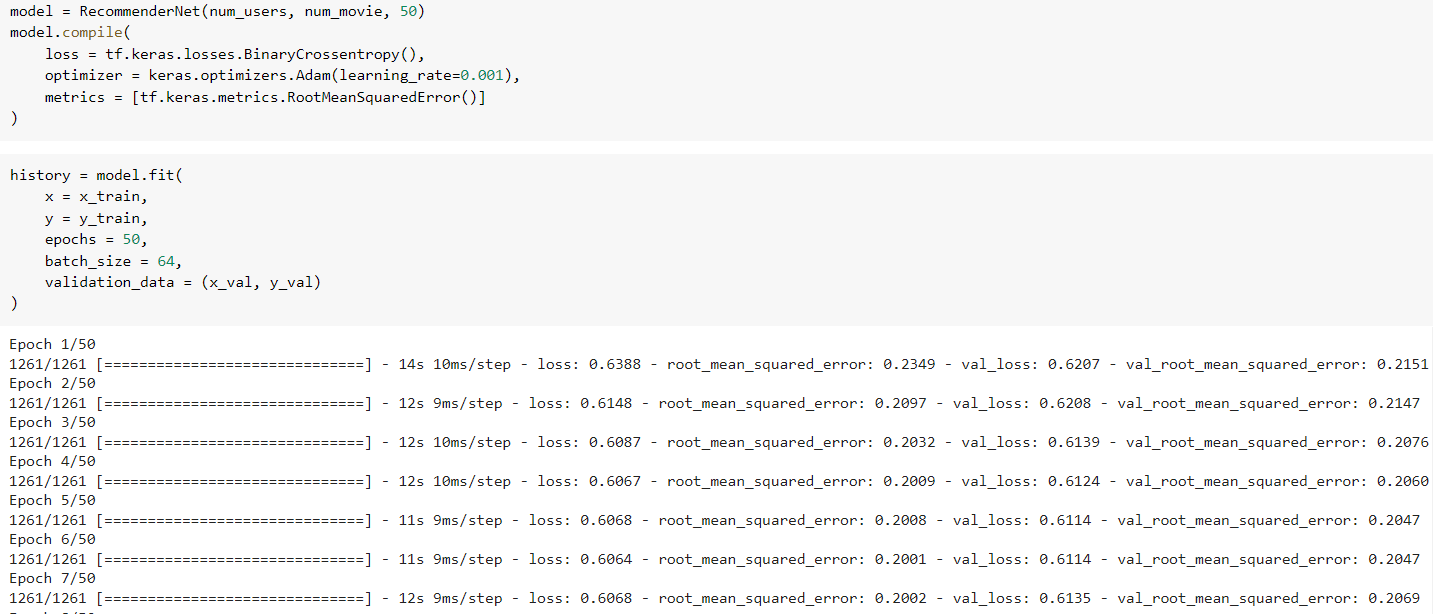 model = RecommenderNet(num_users, num_movie, 50)
model.compile(
    loss = tf.keras.losses.BinaryCrossentropy(),
    optimizer = keras.optimizers.Adam(learning_rate=0.001),
    metrics = [tf.keras.metrics.RootMeanSquaredError()]
)
history = model.fit(
    x = x_train,
    y = y_train,
    epochs = 50,
    batch_size = 64,
    validation_data = (x_val, y_val)
)
Epoch 1/50
1261/1261 [==============================] - 14s 10ms/step - loss: 0.6388 - root_mean_squared_error: 0.2349 - val_loss: 0.6207 - val_root_mean_squared_error: 0.2151
Epoch 2/50
1261/1261 [==============================] - 12s 9ms/step - loss: 0.6148 - root_mean_squared_error: 0.2097 - val_loss: 0.6208 - val_root_mean_squared_error: 0.2147
Epoch 3/50
1261/1261 [==============================] - 12s 10ms/step - loss: 0.6087 - root_mean_squared_error: 0.2032 - val_loss: 0.6139 - val_root_mean_squared_error: 0.2076
Epoch 4/50
1261/1261 [==============================] - 12s 10ms/step - loss: 0.6067 - root_mean_squared_error: 0.2009 - val_loss: 0.6124 - val_root_mean_squared_error: 0.2060
Epoch 5/50
1261/1261 [==============================] - 11s 9ms/step - loss: 0.6068 - root_mean_squared_error: 0.2008 - val_loss: 0.6114 - val_root_mean_squared_error: 0.2047
Epoch 6/50
1261/1261 [==============================] - 11s 9ms/step - loss: 0.6064 - root_mean_squared_error: 0.2001 - val_loss: 0.6114 - val_root_mean_squared_error: 0.2047
Epoch 7/50
1261/1261 [==============================] - 12s 9ms/step - loss: 0.6068 - root_mean_squared_error: 0.2002 - val_loss: 0.6135 - val_root_mean_squared_error: 0.2069